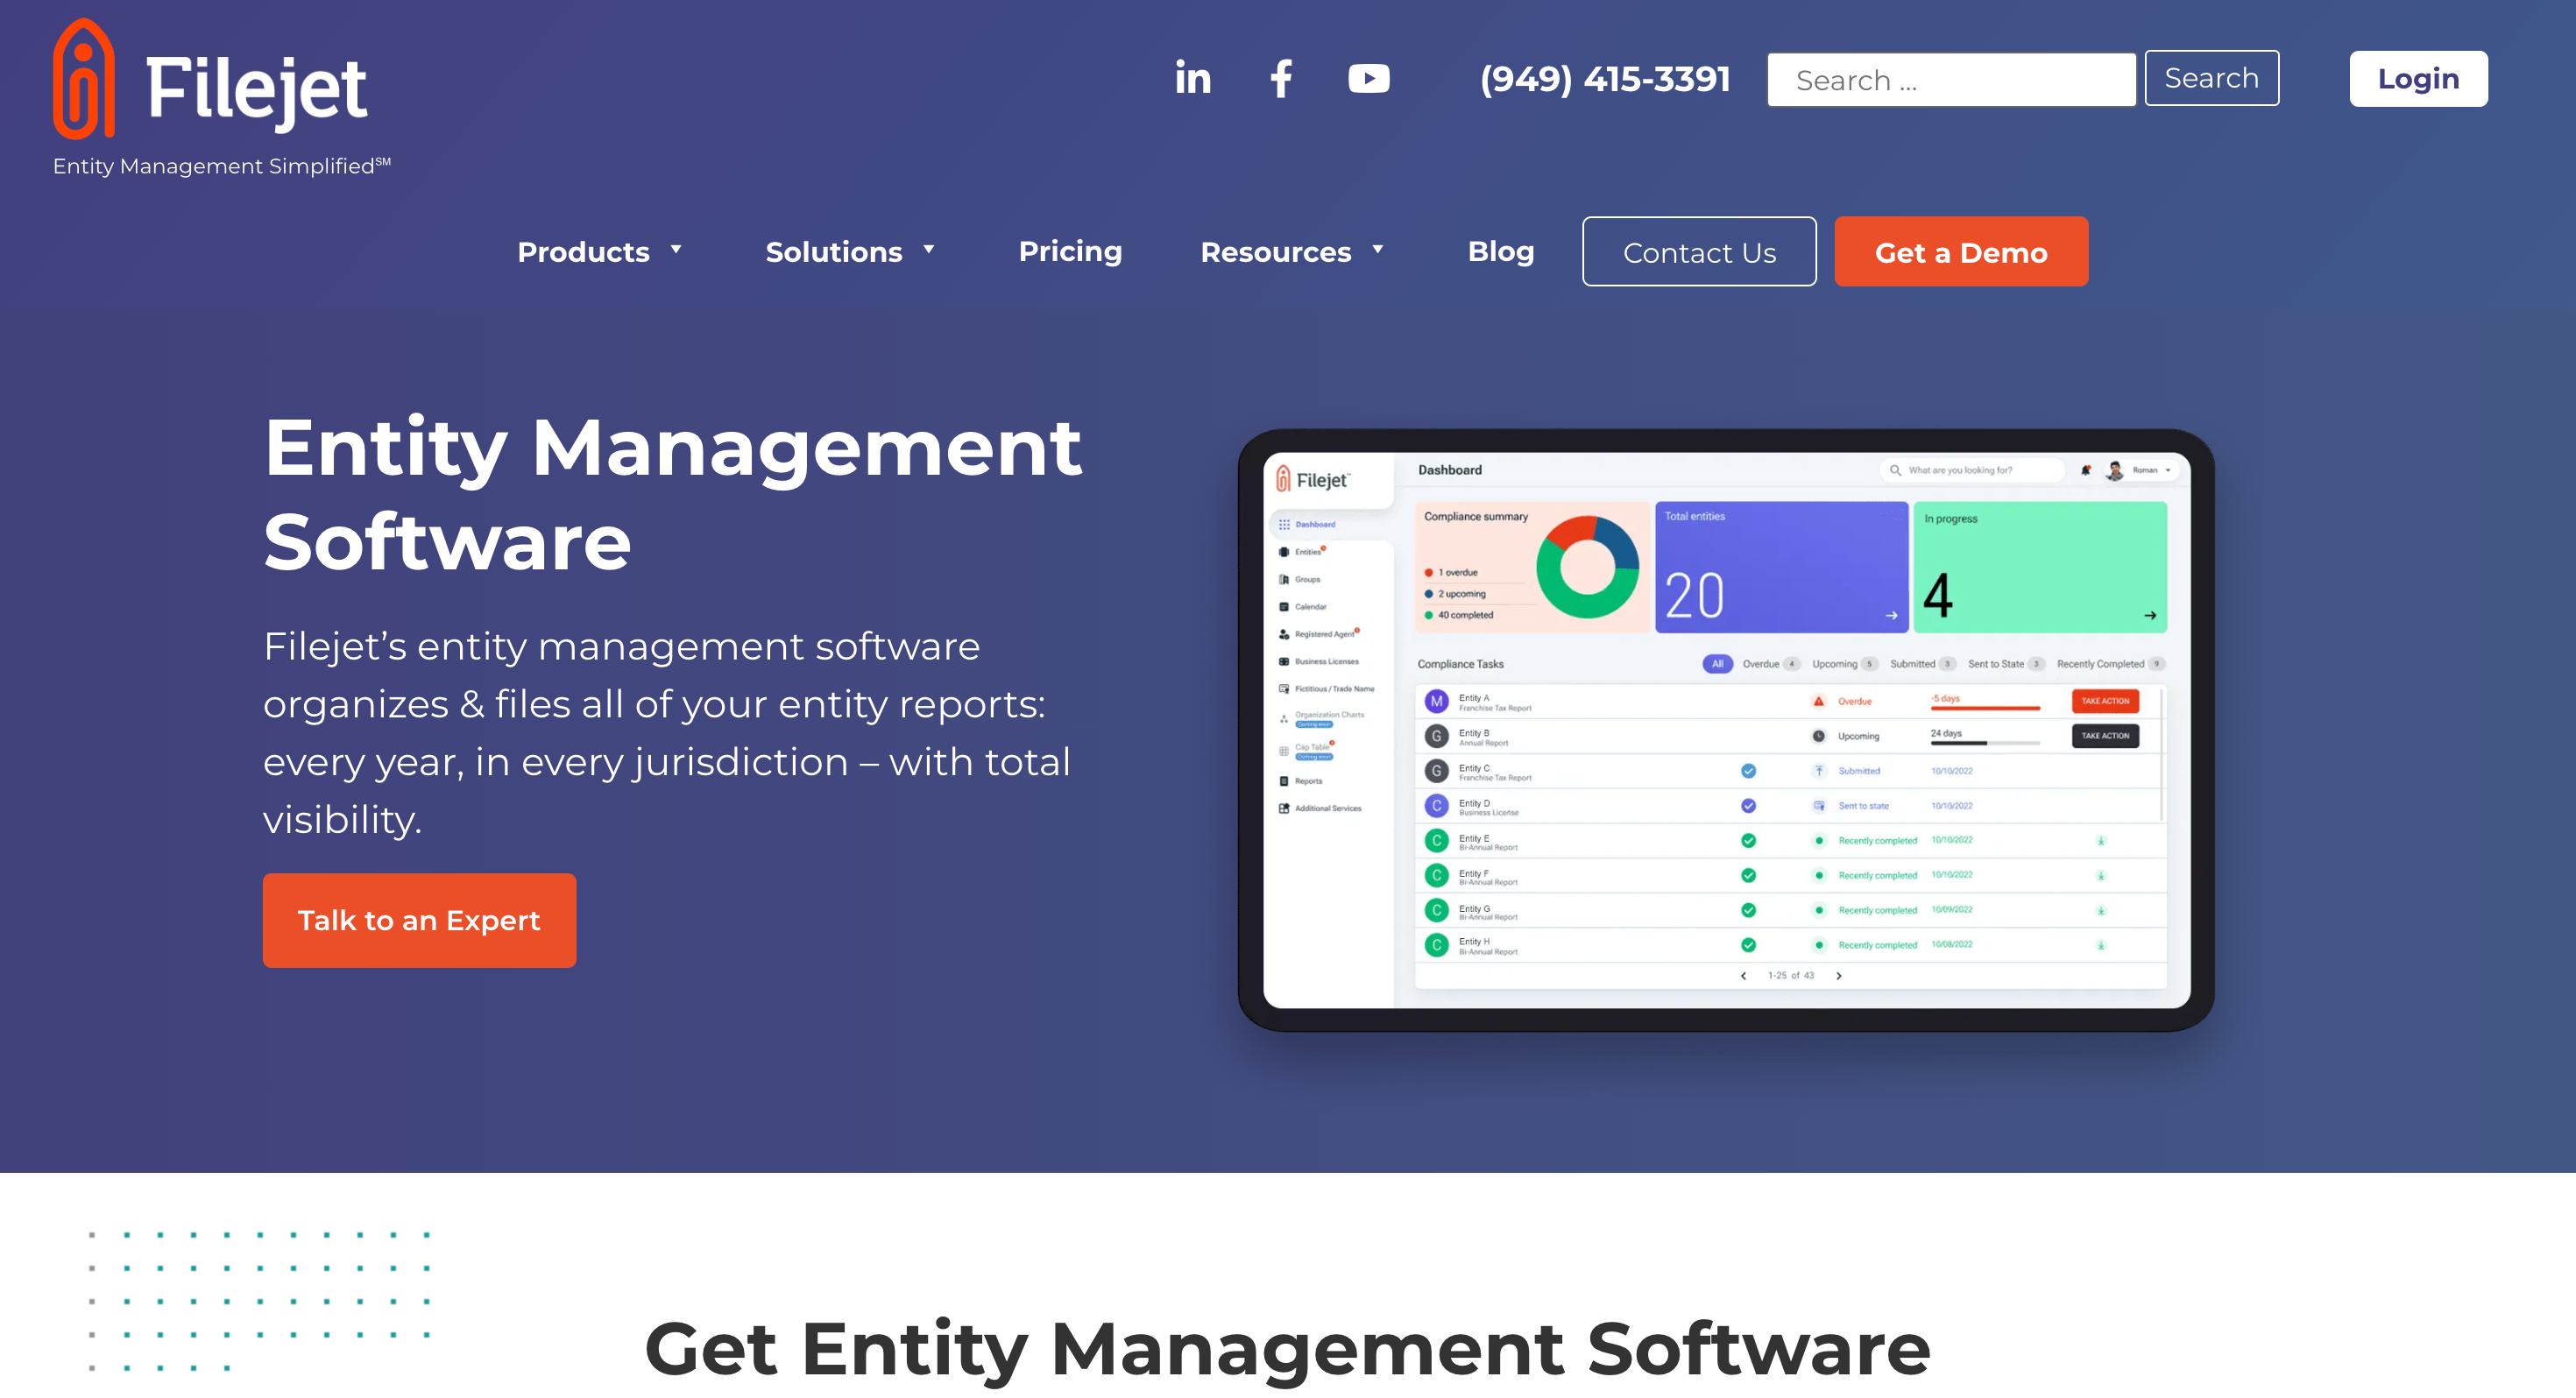 Filejet
Entity Management Simplified℠
(949) 415-3391
Search ...
Search
Login
Products
Solutions
Pricing
Resources
Blog
Contact Us
Get a Demo
Entity Management
Software
Filejet’s entity management software
organizes & files all of your entity reports:
every year, in every jurisdiction – with total
visibility.
Talk to an Expert
Filejet™
Dashboard
What are you looking for?
Roman
Dashboard
Entities
Groups
Calendar
Registered Agent
Business Licenses
Fictitious / Trade Name
Organization Charts
Coming soon
Cap Table
Coming soon
Reports
Additional Services
Compliance summary
1 overdue
2 upcoming
40 completed
Total entities
20
In progress
4
Compliance Tasks
All Overdue 4 Upcoming 5 Submitted 3 Sent to State 3 Recently Completed 9
M Entity A Overdue -5 days TAKE ACTION
Franchise Tax Report
G Entity B Upcoming 24 days TAKE ACTION
Annual Report
G Entity C Submitted 10/10/2022
Franchise Tax Report
C Entity D Sent to state 10/10/2022
Business License
C Entity E Recently completed 10/10/2022
Bi-Annual Report
C Entity F Recently completed 10/10/2022
Bi-Annual Report
C Entity G Recently completed 10/09/2022
Bi-Annual Report
C Entity H Recently completed 10/08/2022
Bi-Annual Report
1-25 of 43
Get Entity Management Software